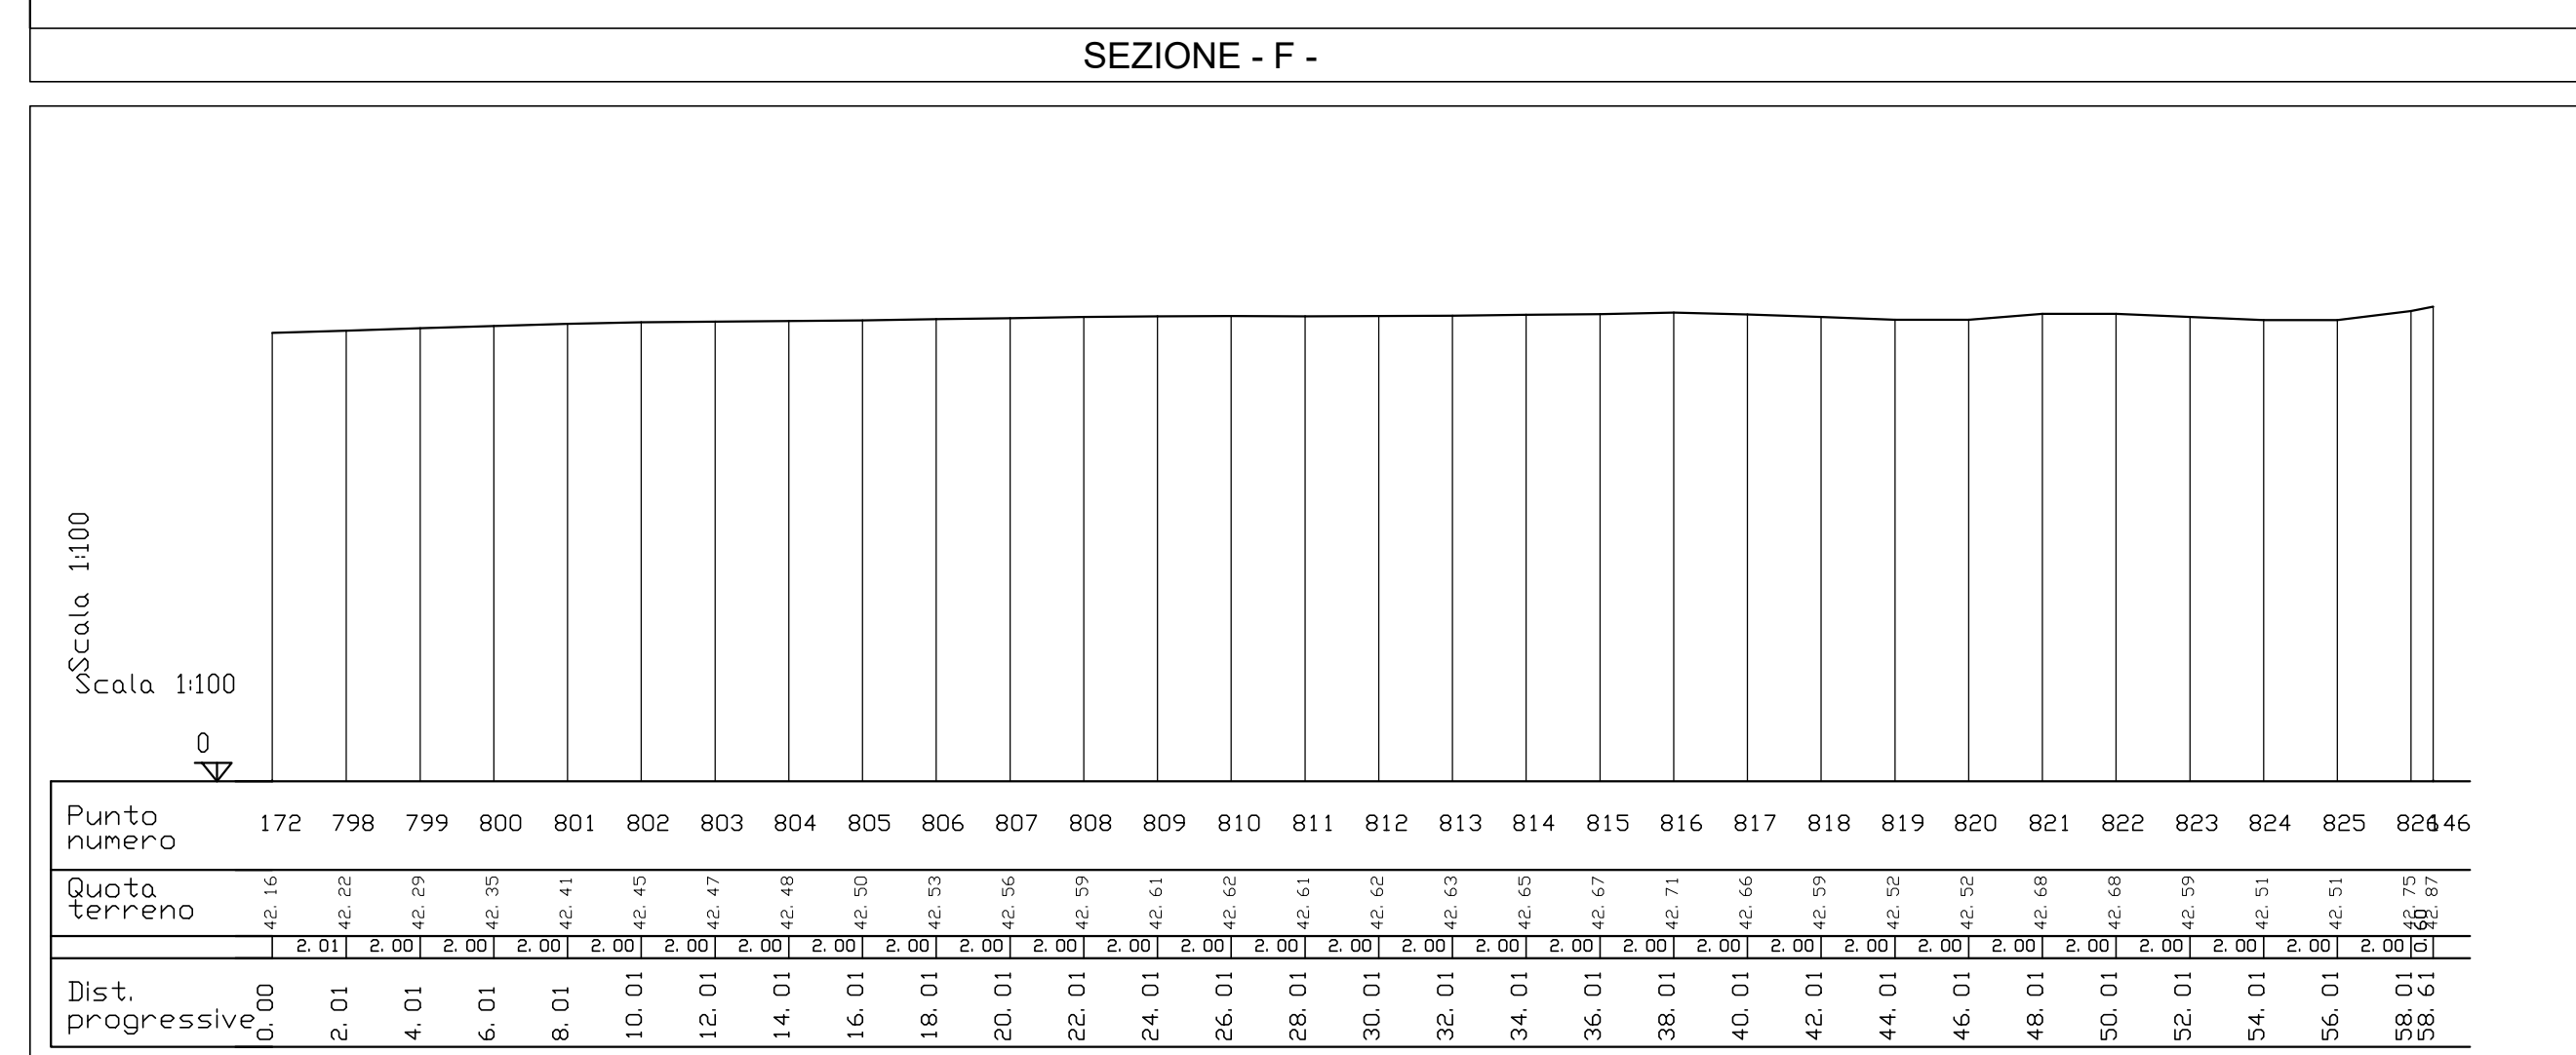 SEZIONE - F -
Scala 1:100
Scala 1:100
0
Punto numero 172 798 799 800 801 802 803 804 805 806 807 808 809 810 811 812 813 814 815 816 817 818 819 820 821 822 823 824 825 826 146
Quota terreno 42. 16 42. 22 42. 29 42. 35 42. 41 42. 45 42. 47 42. 48 42. 50 42. 53 42. 56 42. 59 42. 61 42. 62 42. 61 42. 62 42. 63 42. 65 42. 67 42. 71 42. 66 42. 59 42. 52 42. 52 42. 68 42. 68 42. 59 42. 51 42. 51 42. 75 42. 87
2. 01 2. 00 2. 00 2. 00 2. 00 2. 00 2. 00 2. 00 2. 00 2. 00 2. 00 2. 00 2. 00 2. 00 2. 00 2. 00 2. 00 2. 00 2. 00 2. 00 2. 00 2. 00 2. 00 2. 00 2. 00 2. 00 2. 00 2. 00 2. 00 0. 60
Dist. progressive 0. 00 2. 01 4. 01 6. 01 8. 01 10. 01 12. 01 14. 01 16. 01 18. 01 20. 01 22. 01 24. 01 26. 01 28. 01 30. 01 32. 01 34. 01 36. 01 38. 01 40. 01 42. 01 44. 01 46. 01 48. 01 50. 01 52. 01 54. 01 56. 01 58. 01 58. 61